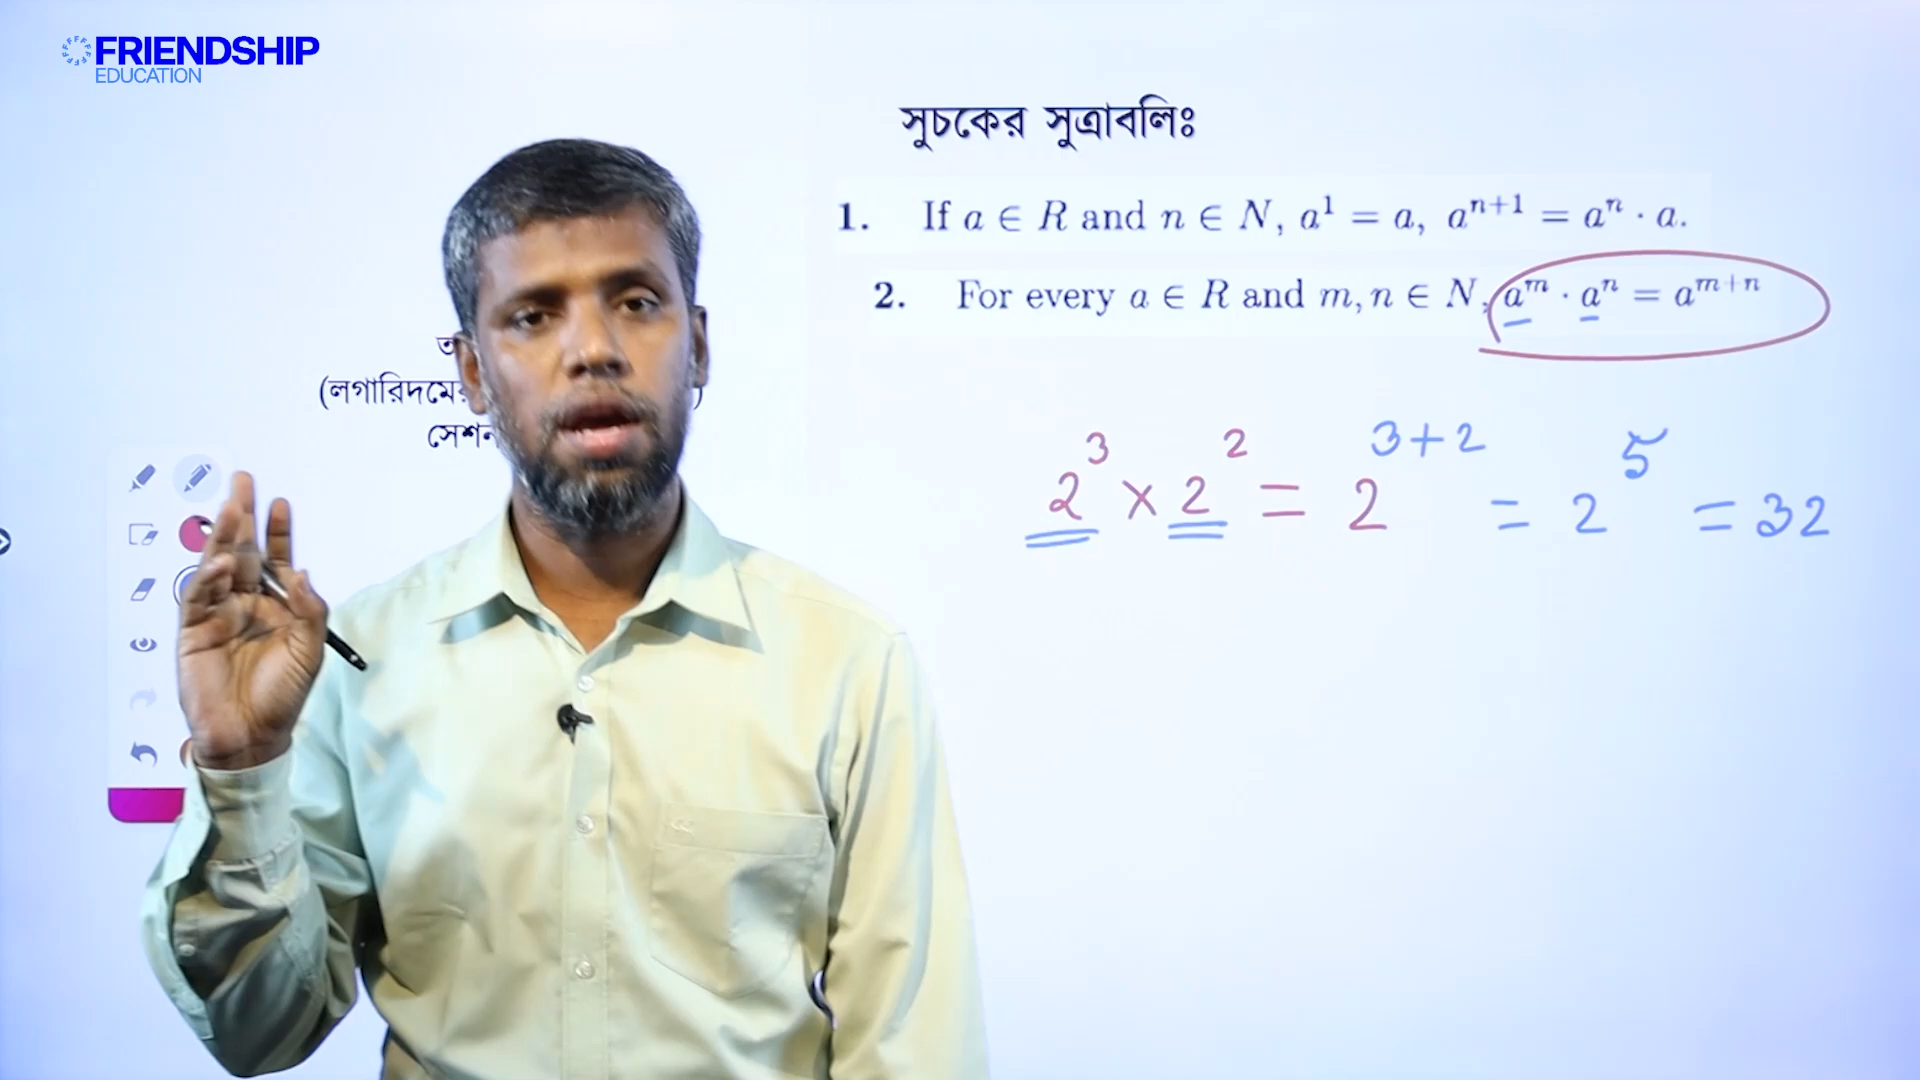 FRIENDSHIP
EDUCATION
সুচকের সুত্রাবলিঃ
1. If a ∈ R and n ∈ N, a¹ = a, aⁿ⁺¹ = aⁿ · a.
2. For every a ∈ R and m, n ∈ N, aᵐ · aⁿ = aᵐ⁺ⁿ
2³ × 2² = 2³⁺² = 2⁵ = 32